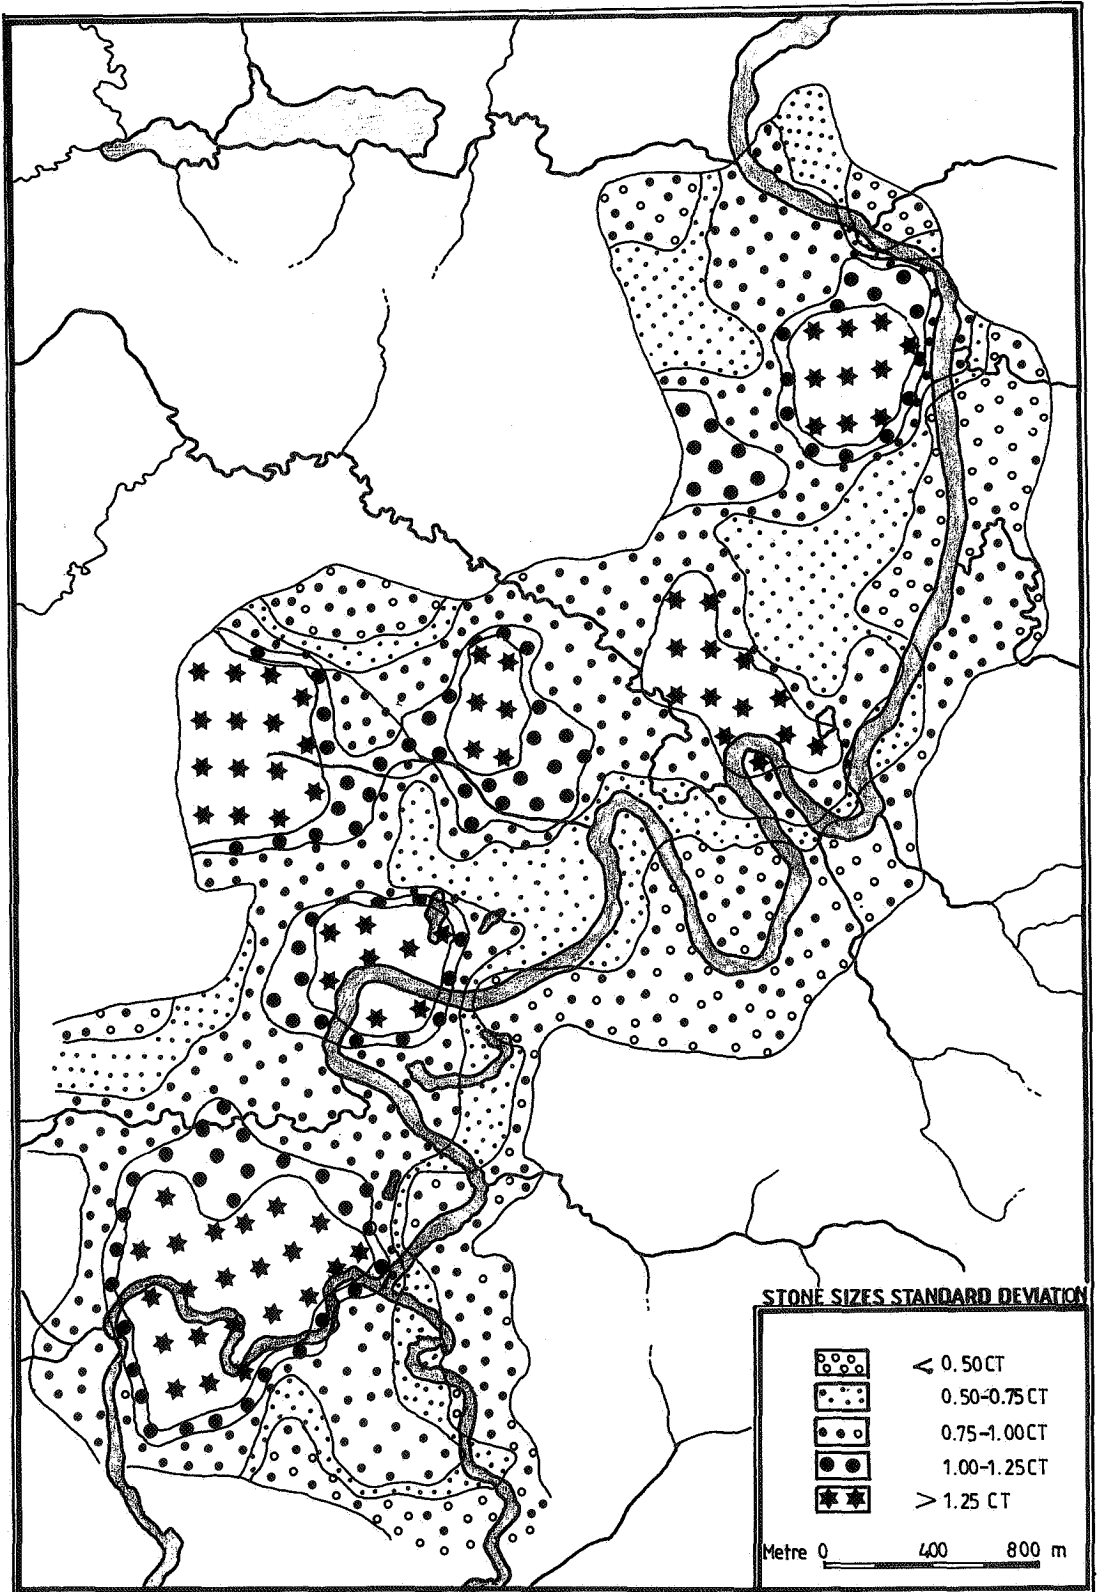 STONE SIZES STANDARD DEVIATION
< 0.50 CT
0.50-0.75 CT
0.75-1.00 CT
1.00-1.25 CT
> 1.25 CT
Metre 0 400 800 m